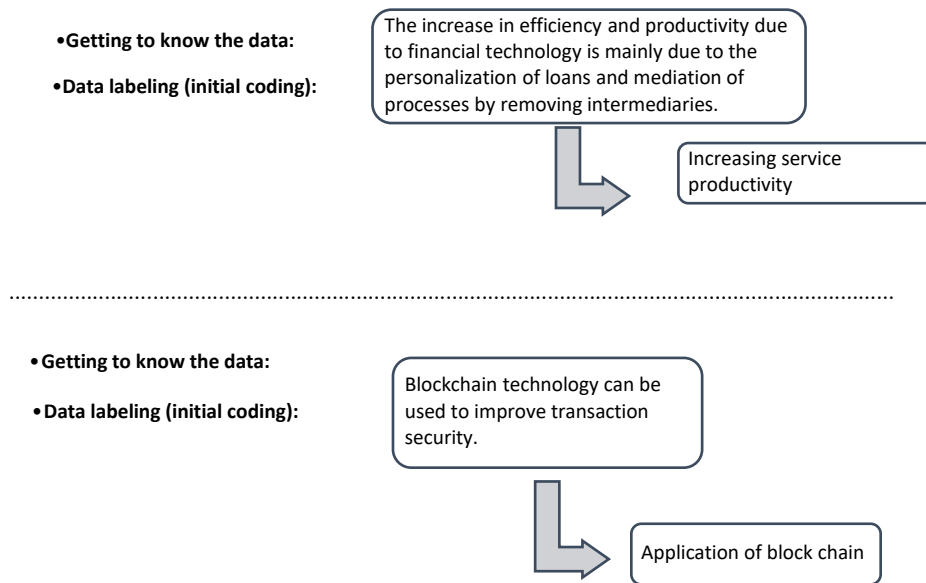 •Getting to know the data:
•Data labeling (initial coding):
The increase in efficiency and productivity due
to financial technology is mainly due to the
personalization of loans and mediation of
processes by removing intermediaries.
Increasing service
productivity
•Getting to know the data:
•Data labeling (initial coding):
Blockchain technology can be
used to improve transaction
security.
Application of block chain